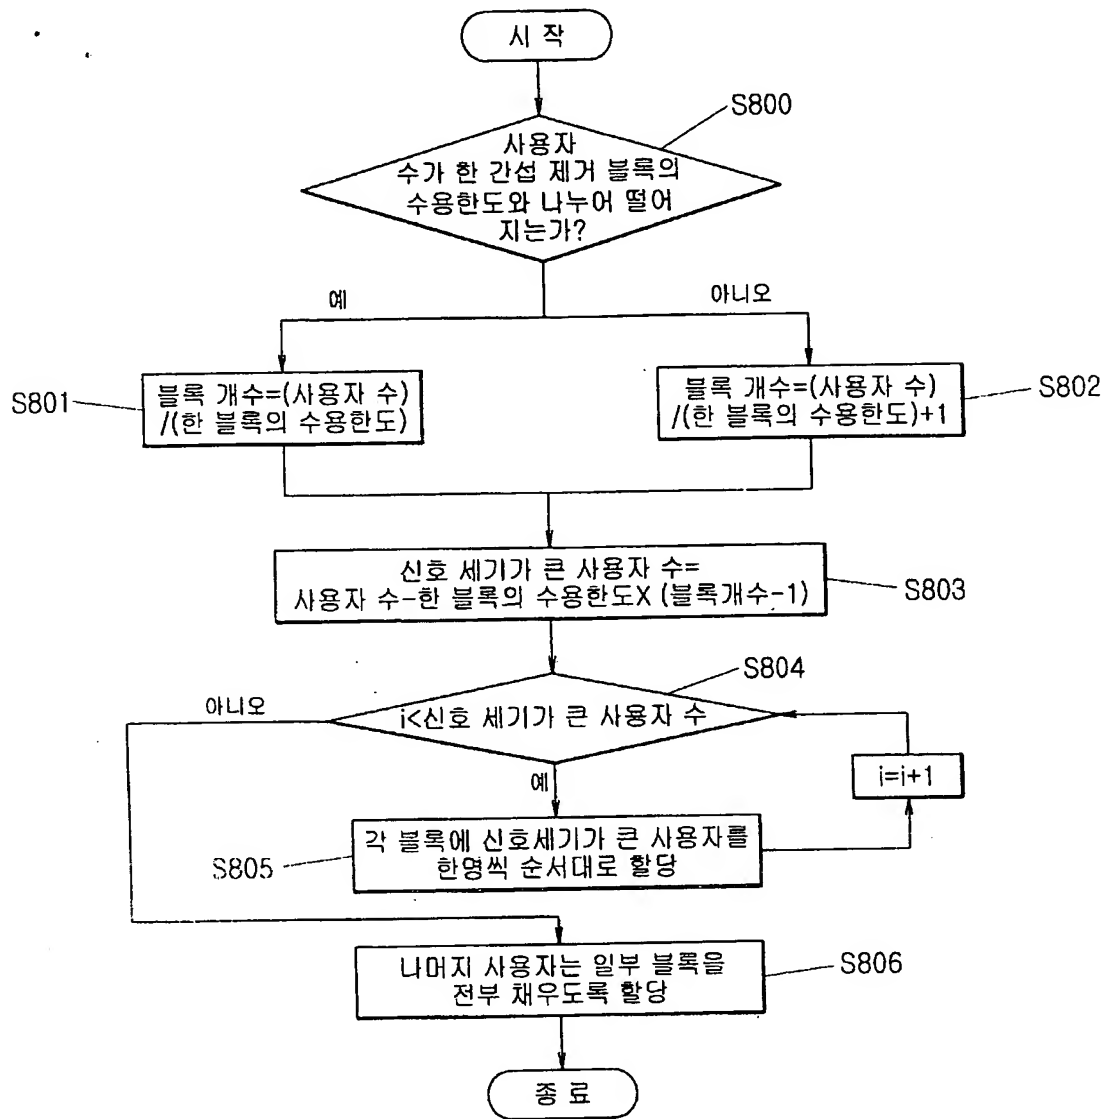 시 작
S800
사용자
수가 한 간섭 제거 블록의
수용한도와 나누어 떨어
지는가?
예
아니오
S801
블록 개수=(사용자 수)
/(한 블록의 수용한도)
블록 개수=(사용자 수)
/(한 블록의 수용한도)+1
S802
신호 세기가 큰 사용자 수=
사용자 수-한 블록의 수용한도X (블록개수-1)
S803
S804
아니오
i<신호 세기가 큰 사용자 수
예
i=i+1
각 블록에 신호세기가 큰 사용자를
한명씩 순서대로 할당
S805
나머지 사용자는 일부 블록을
전부 채우도록 할당
S806
종 료